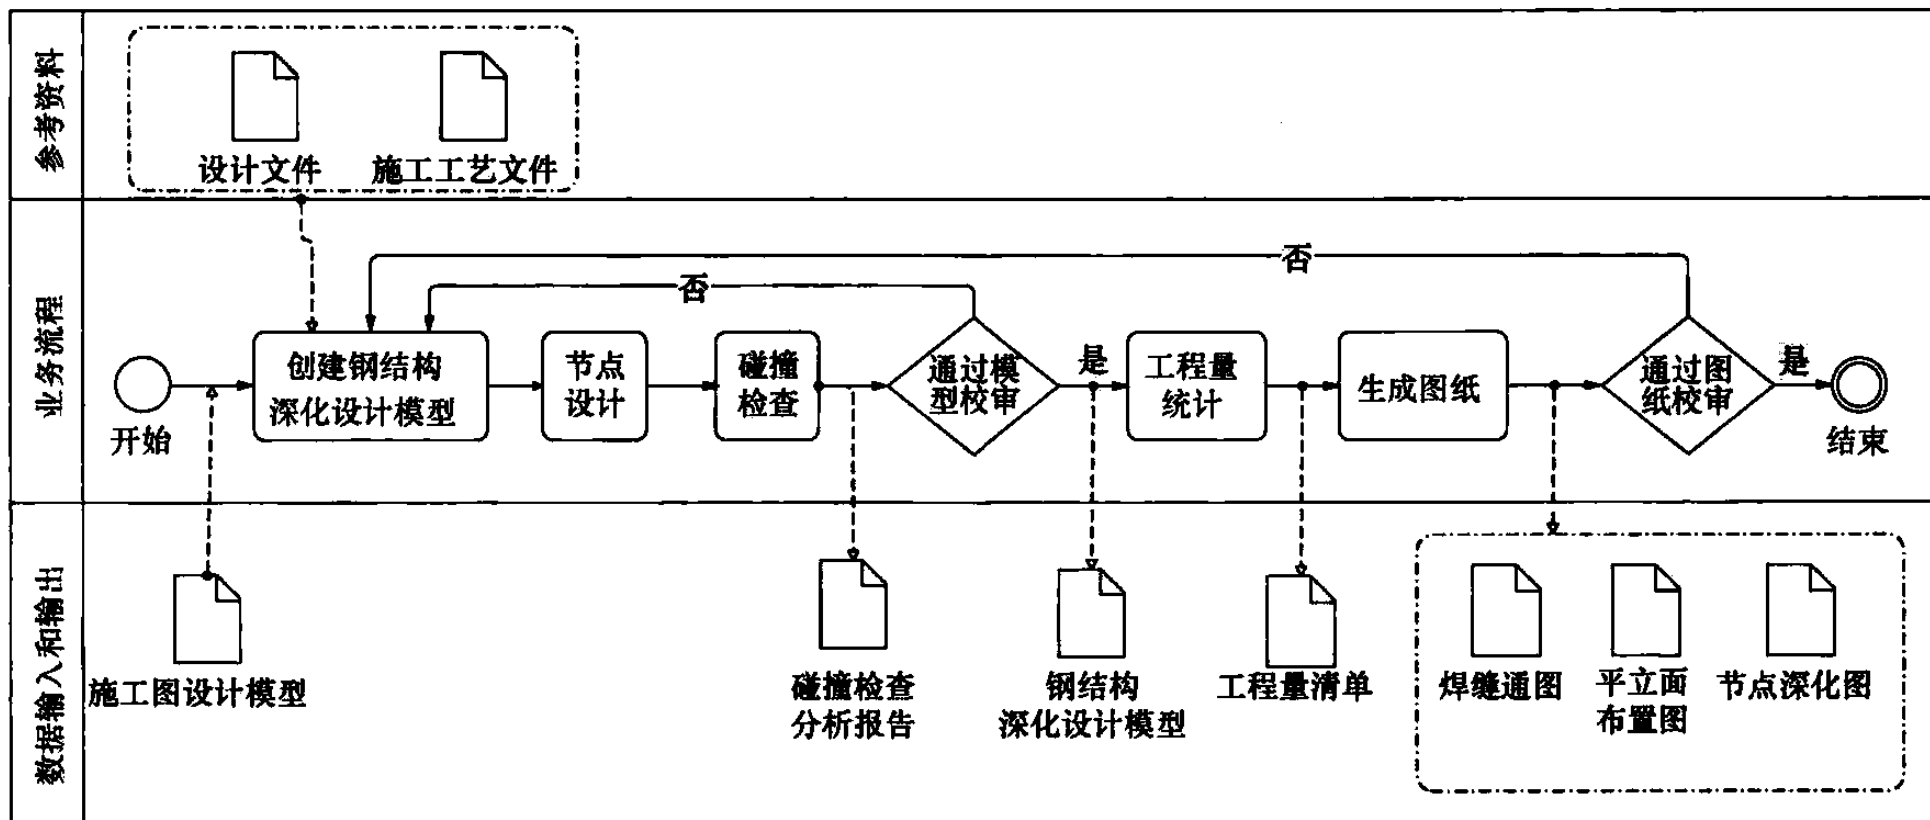 参考资料
设计文件
施工工艺文件
业务流程
否
否
开始
创建钢结构
深化设计模型
节点
设计
碰撞
检查
通过模
型校审
是
工程量
统计
生成图纸
通过图
纸校审
是
结束
数据输入和输出
施工图设计模型
碰撞检查
分析报告
钢结构
深化设计模型
工程量清单
焊缝通图
平立面
布置图
节点深化图